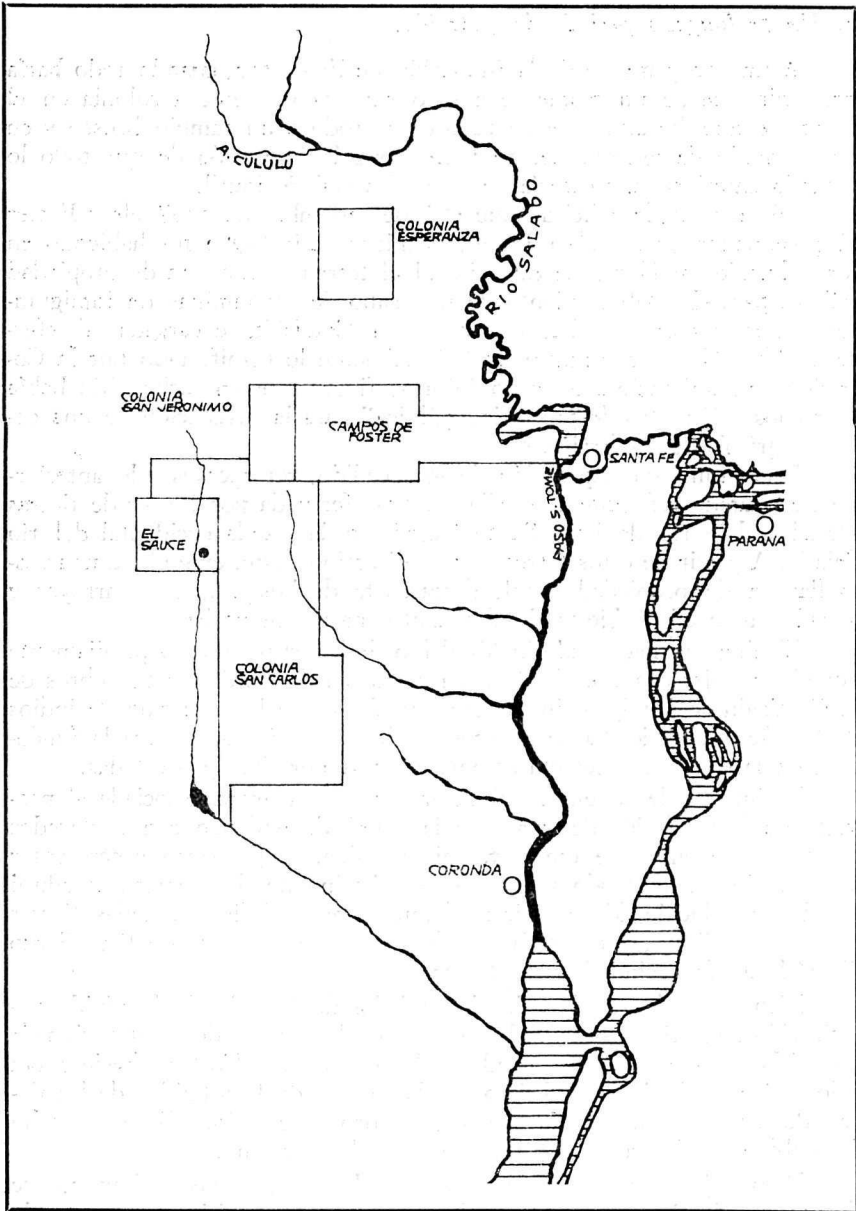 A. CULULU
COLONIA
ESPERANZA
RIO SALADO
COLONIA
SAN JERONIMO
CAMPOS DE
FOSTER
SANTA FE
PASO S. TOME
PARANA
EL
SAUCE
COLONIA
SAN CARLOS
CORONDA